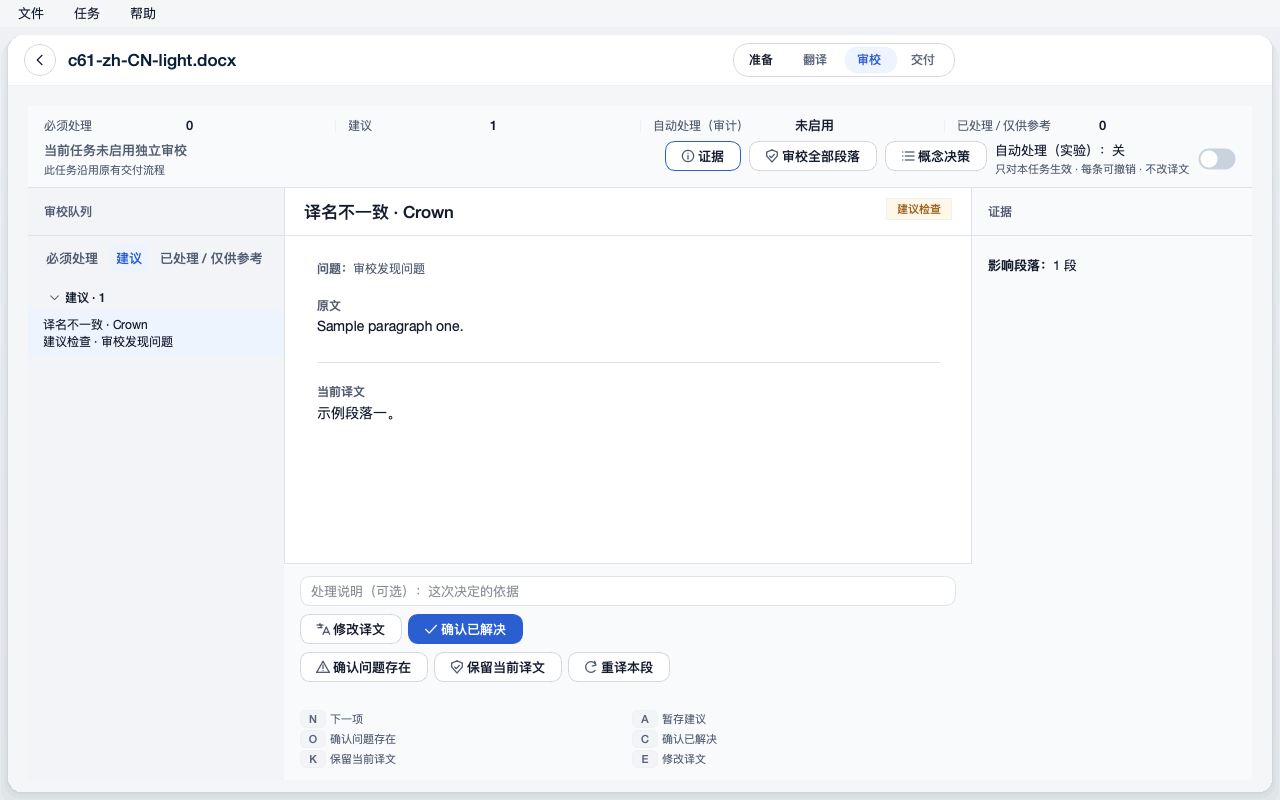 文件 任务 帮助
c61-zh-CN-light.docx
准备 翻译 审校 交付
必须处理 0 建议 1 自动处理（审计） 未启用 已处理 / 仅供参考 0
当前任务未启用独立审校
此任务沿用原有交付流程
证据 审校全部段落 概念决策
自动处理（实验）：关
只对本任务生效 · 每条可撤销 · 不改译文
审校队列
必须处理 建议 已处理 / 仅供参考
建议 · 1
译名不一致 · Crown
建议检查 · 审校发现问题
译名不一致 · Crown
建议检查
问题：审校发现问题
原文
Sample paragraph one.
当前译文
示例段落一。
证据
影响段落：1 段
处理说明（可选）：这次决定的依据
修改译文 确认已解决
确认问题存在 保留当前译文 重译本段
N 下一项 A 暂存建议
O 确认问题存在 C 确认已解决
K 保留当前译文 E 修改译文